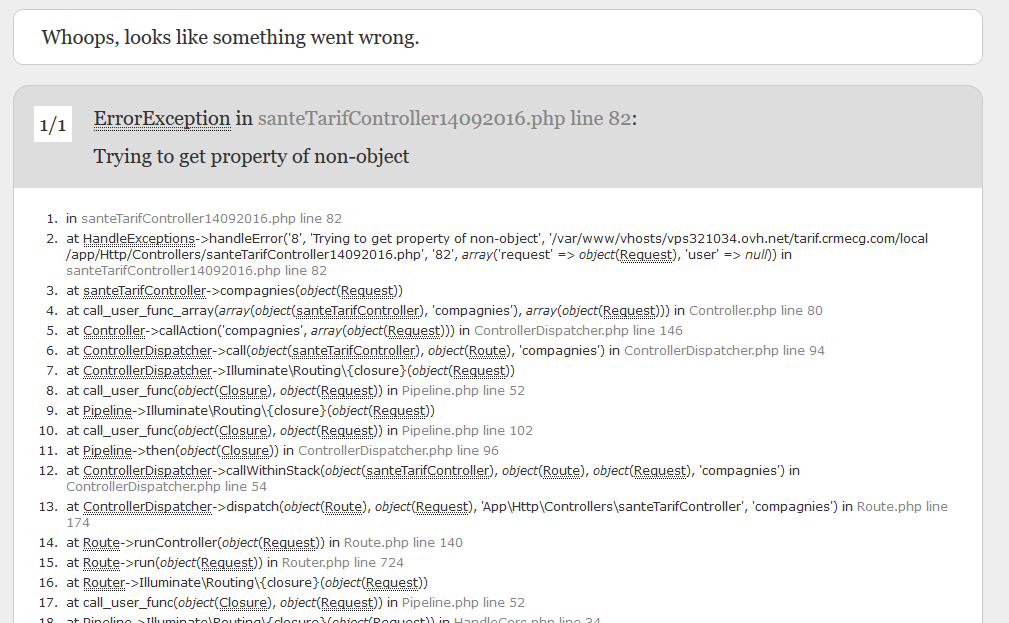 Whoops, looks like something went wrong.
1/1
ErrorException in santeTarifController14092016.php line 82:
Trying to get property of non-object
1. in santeTarifController14092016.php line 82
2. at HandleExceptions->handleError('8', 'Trying to get property of non-object', '/var/www/vhosts/vps321034.ovh.net/tarif.crmecg.com/local
/app/Http/Controllers/santeTarifController14092016.php', '82', array('request' => object(Request), 'user' => null)) in
santeTarifController14092016.php line 82
3. at santeTarifController->compagnies(object(Request))
4. at call_user_func_array(array(object(santeTarifController), 'compagnies'), array(object(Request))) in Controller.php line 80
5. at Controller->callAction('compagnies', array(object(Request))) in ControllerDispatcher.php line 146
6. at ControllerDispatcher->call(object(santeTarifController), object(Route), 'compagnies') in ControllerDispatcher.php line 94
7. at ControllerDispatcher->Illuminate\Routing\{closure}(object(Request))
8. at call_user_func(object(Closure), object(Request)) in Pipeline.php line 52
9. at Pipeline->Illuminate\Routing\{closure}(object(Request))
10. at call_user_func(object(Closure), object(Request)) in Pipeline.php line 102
11. at Pipeline->then(object(Closure)) in ControllerDispatcher.php line 96
12. at ControllerDispatcher->callWithinStack(object(santeTarifController), object(Route), object(Request), 'compagnies') in
ControllerDispatcher.php line 54
13. at ControllerDispatcher->dispatch(object(Route), object(Request), 'App\Http\Controllers\santeTarifController', 'compagnies') in Route.php line
174
14. at Route->runController(object(Request)) in Route.php line 140
15. at Route->run(object(Request)) in Router.php line 724
16. at Router->Illuminate\Routing\{closure}(object(Request))
17. at call_user_func(object(Closure), object(Request)) in Pipeline.php line 52
18. at Pipeline->Illuminate\Routing\{closure}(object(Request)) in HandleCors.php line 34